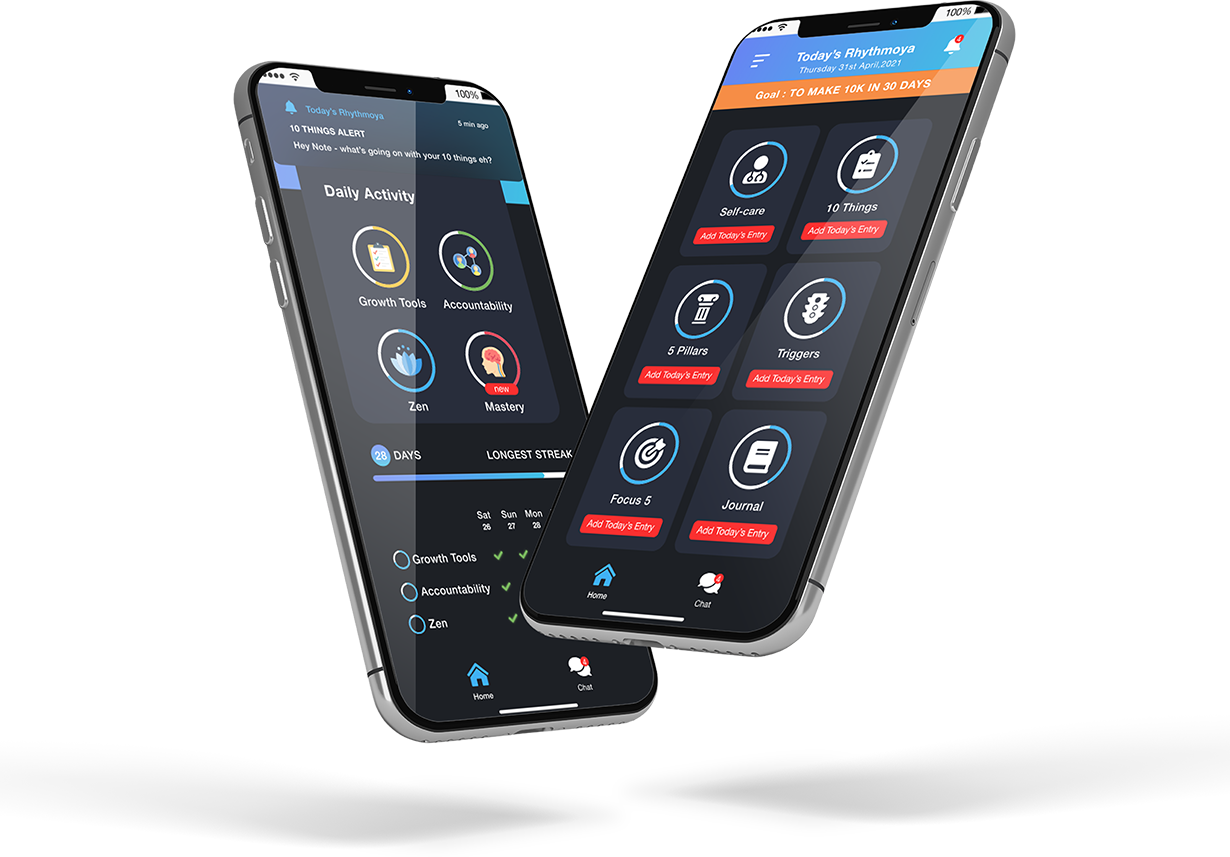 100%
Today's Rhythmoya
5 min ago
10 THINGS ALERT
Hey Note - what's going on with your 10 things eh?
Daily Activity
Growth Tools
Accountability
new
Zen
Mastery
28 DAYS
LONGEST STREAK
Sat Sun Mon
26 27 28
Growth Tools
Accountability
Zen
4
Home
Chat
100%
Today's Rhythmoya
4
Thursday 31st April,2021
Goal : TO MAKE 10K IN 30 DAYS
Self-care
10 Things
Add Today's Entry
Add Today's Entry
5 Pillars
Triggers
Add Today's Entry
Add Today's Entry
Focus 5
Journal
Add Today's Entry
Add Today's Entry
4
Home
Chat